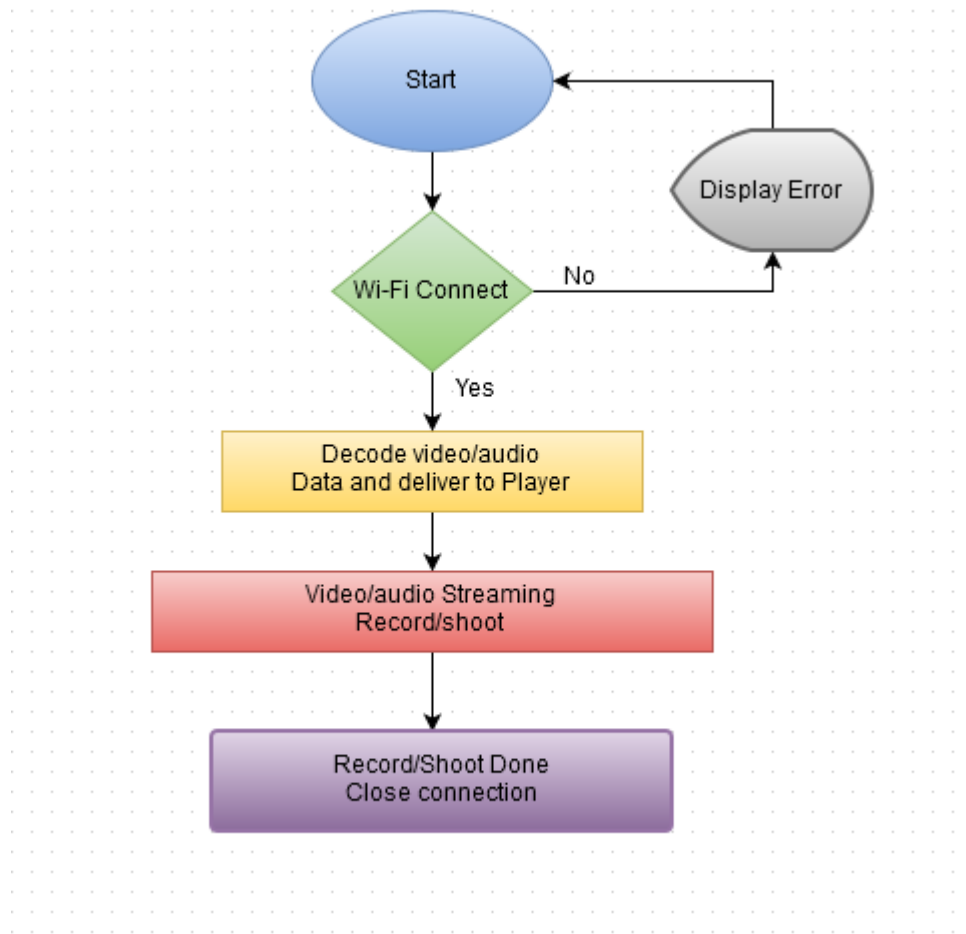 Start
Display Error
Wi-Fi Connect
No
Yes
Decode video/audio
Data and deliver to Player
Video/audio Streaming
Record/shoot
Record/Shoot Done
Close connection